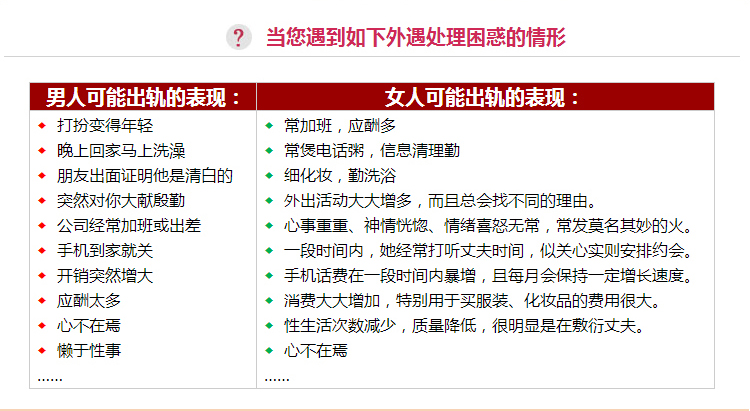 ? 当您遇到如下外遇处理困惑的情形
男人可能出轨的表现：
打扮变得年轻
晚上回家马上洗澡
朋友出面证明他是清白的
突然对你大献殷勤
公司经常加班或出差
手机到家就关
开销突然增大
应酬太多
心不在焉
懒于性事
……
女人可能出轨的表现：
常加班，应酬多
常煲电话粥，信息清理勤
细化妆，勤洗浴
外出活动大大增多，而且总会找不同的理由。
心事重重、神情恍惚、情绪喜怒无常，常发莫名其妙的火。
一段时间内，她经常打听丈夫时间，似关心实则安排约会。
手机话费在一段时间内暴增，且每月会保持一定增长速度。
消费大大增加，特别用于买服装、化妆品的费用很大。
性生活次数减少，质量降低，很明显是在敷衍丈夫。
心不在焉
……